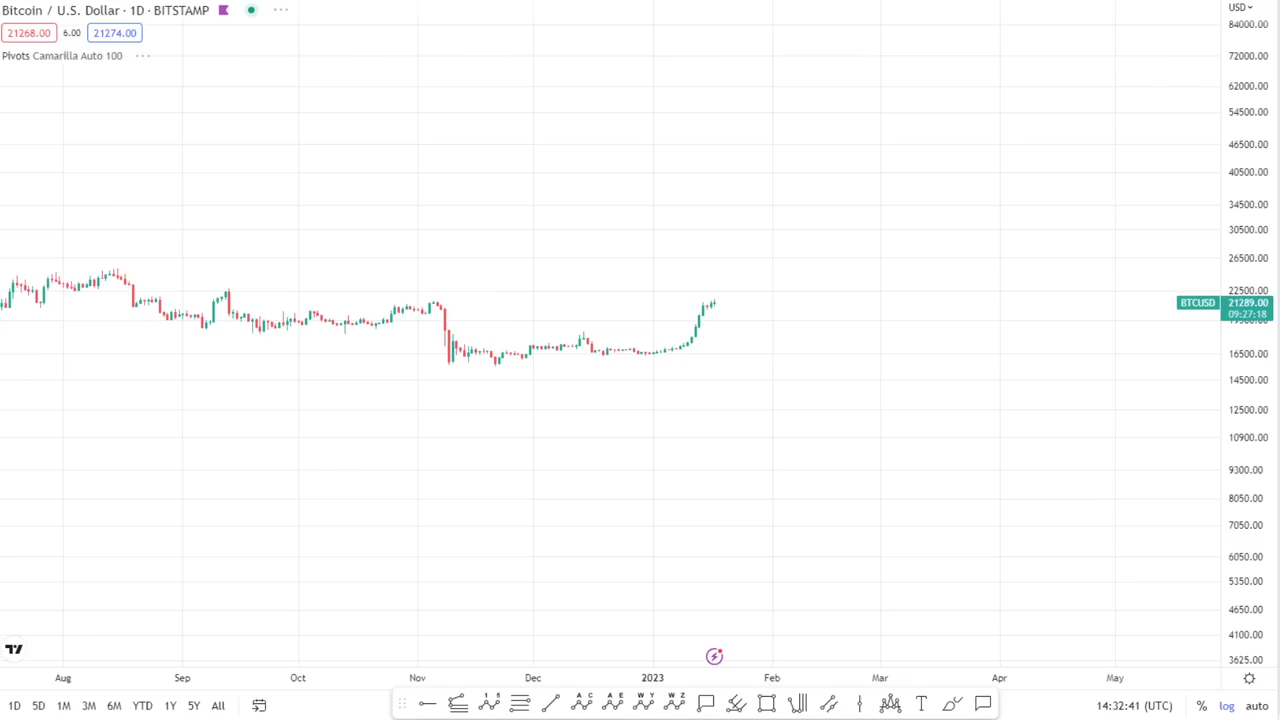 Bitcoin / U.S. Dollar · 1D · BITSTAMP
21268.00 6.00 21274.00
Pivots Camarilla Auto 100
USD
84000.00
72000.00
62000.00
54500.00
46500.00
40500.00
34500.00
30500.00
26500.00
22500.00
BTCUSD 21289.00
09:27:18
16500.00
14500.00
12500.00
10900.00
9300.00
8050.00
7050.00
6050.00
5350.00
4650.00
4100.00
3625.00
Aug Sep Oct Nov Dec 2023 Feb Mar Apr May
1D 5D 1M 3M 6M YTD 1Y 5Y All
1 5 A C A E W Y W Z T
14:32:41 (UTC) % log auto